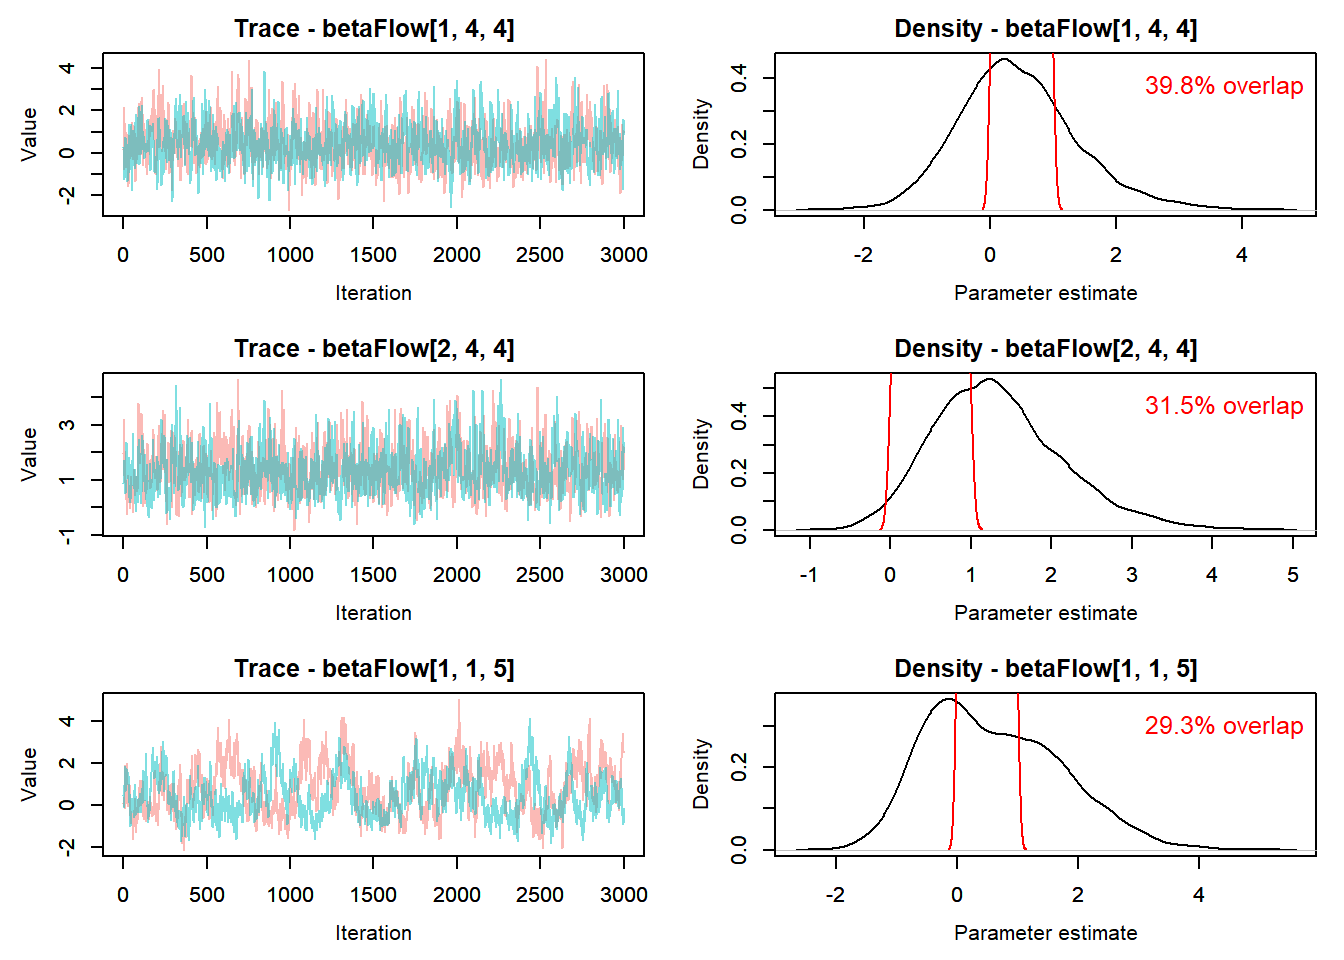 Trace - betaFlow[1, 4, 4]
Value
-2 0 2 4
0 500 1000 1500 2000 2500 3000
Iteration
Density - betaFlow[1, 4, 4]
39.8% overlap
Density
0.0 0.2 0.4
-2 0 2 4
Parameter estimate
Trace - betaFlow[2, 4, 4]
Value
-1 1 3
0 500 1000 1500 2000 2500 3000
Iteration
Density - betaFlow[2, 4, 4]
31.5% overlap
Density
0.0 0.2 0.4
-1 0 1 2 3 4 5
Parameter estimate
Trace - betaFlow[1, 1, 5]
Value
-2 0 2 4
0 500 1000 1500 2000 2500 3000
Iteration
Density - betaFlow[1, 1, 5]
29.3% overlap
Density
0.0 0.2
-2 0 2 4
Parameter estimate